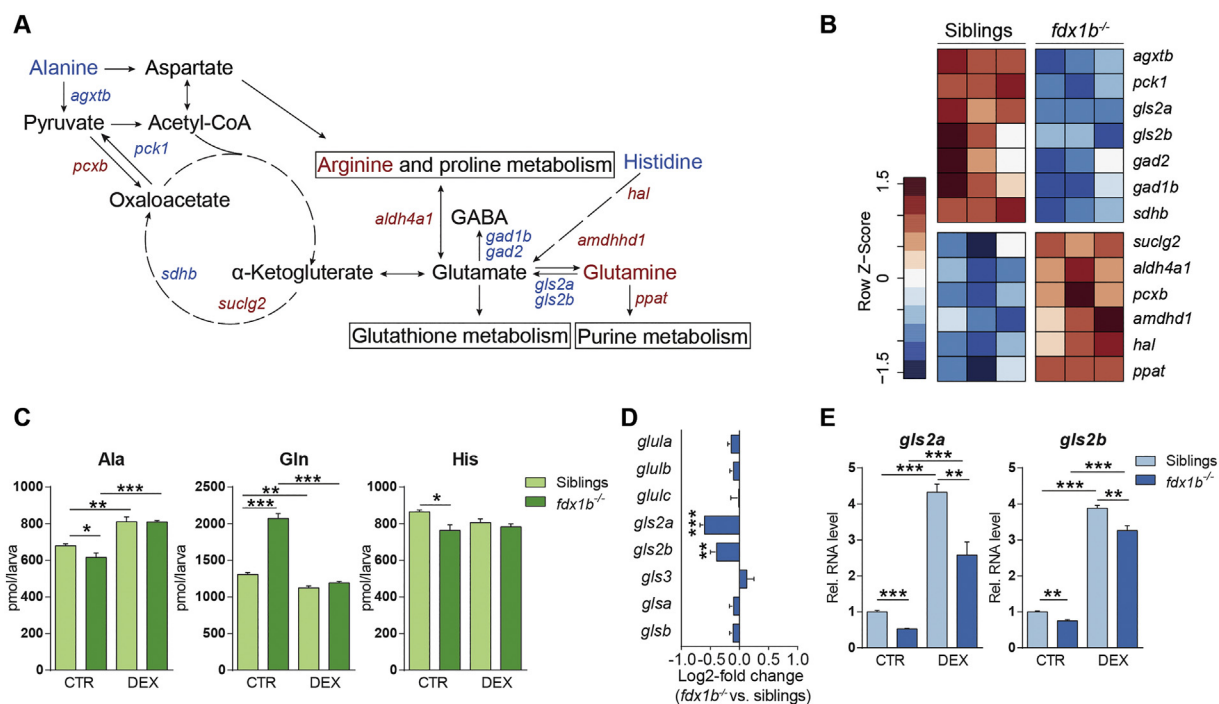 A
Alanine
Aspartate
agxtb
Pyruvate
Acetyl-CoA
pcxb
pck1
Oxaloacetate
Arginine and proline metabolism
Histidine
hal
aldh4a1
GABA
gad1b
gad2
amdhhd1
sdhb
α-Ketogluterate
Glutamate
Glutamine
gls2a
gls2b
suclg2
ppat
Glutathione metabolism
Purine metabolism
B
Siblings
fdx1b-/-
agxtb
pck1
gls2a
gls2b
gad2
gad1b
sdhb
suclg2
aldh4a1
pcxb
amdhd1
hal
ppat
1.5
0
−1.5
Row Z−Score
C
Ala
pmol/larva
1000
800
600
400
200
0
*
**
***
CTR
DEX
Gln
pmol/larva
2500
2000
1500
1000
500
0
***
**
***
CTR
DEX
His
pmol/larva
1000
800
600
400
200
0
*
CTR
DEX
Siblings
fdx1b-/-
D
glula
glulb
glulc
gls2a
***
gls2b
**
gls3
glsa
glsb
-1.0 -0.5 0.0 0.5 1.0
Log2-fold change
(fdx1b-/- vs. siblings)
E
gls2a
Rel. RNA level
5
4
3
2
1
0
***
***
***
**
CTR
DEX
gls2b
Rel. RNA level
5
4
3
2
1
0
***
***
**
**
CTR
DEX
Siblings
fdx1b-/-